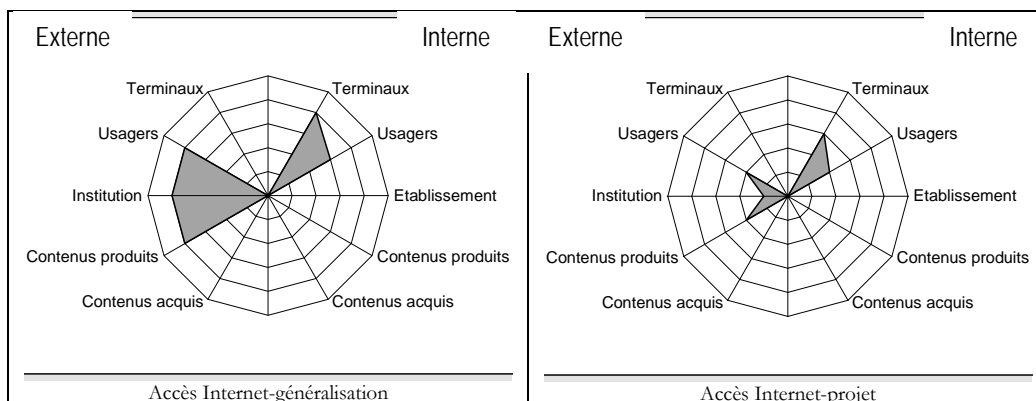 Externe Interne
Terminaux Terminaux
Usagers Usagers
Institution Etablissement
Contenus produits Contenus produits
Contenus acquis Contenus acquis
Accès Internet-généralisation
Externe Interne
Terminaux Terminaux
Usagers Usagers
Institution Etablissement
Contenus produits Contenus produits
Contenus acquis Contenus acquis
Accès Internet-projet